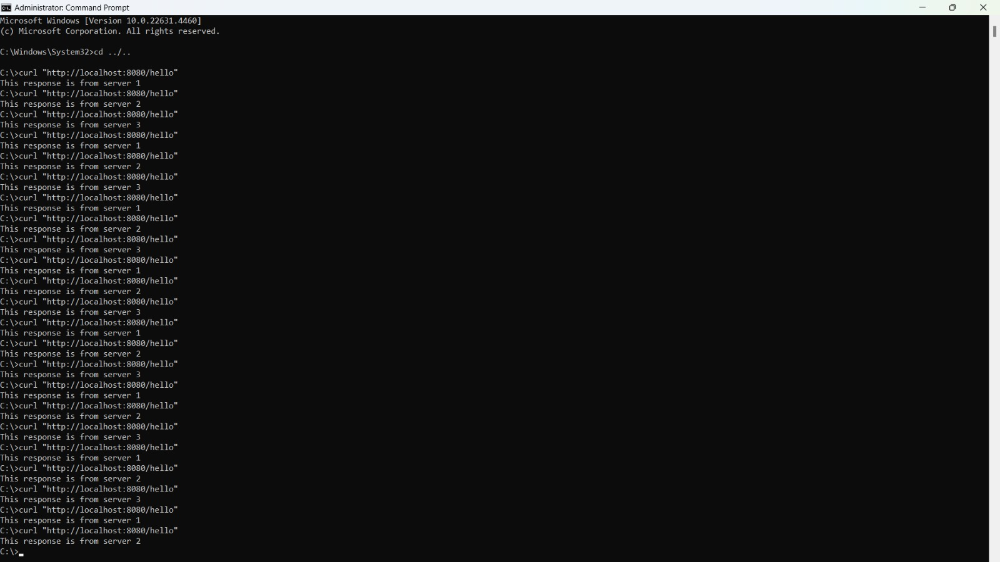 Administrator: Command Prompt
Microsoft Windows [Version 10.0.22631.4460]
(c) Microsoft Corporation. All rights reserved.
C:\Windows\System32>cd ../..
C:\>curl "http://localhost:8080/hello"
This response is from server 1
C:\>curl "http://localhost:8080/hello"
This response is from server 2
C:\>curl "http://localhost:8080/hello"
This response is from server 3
C:\>curl "http://localhost:8080/hello"
This response is from server 1
C:\>curl "http://localhost:8080/hello"
This response is from server 2
C:\>curl "http://localhost:8080/hello"
This response is from server 3
C:\>curl "http://localhost:8080/hello"
This response is from server 1
C:\>curl "http://localhost:8080/hello"
This response is from server 2
C:\>curl "http://localhost:8080/hello"
This response is from server 3
C:\>curl "http://localhost:8080/hello"
This response is from server 1
C:\>curl "http://localhost:8080/hello"
This response is from server 2
C:\>curl "http://localhost:8080/hello"
This response is from server 3
C:\>curl "http://localhost:8080/hello"
This response is from server 1
C:\>curl "http://localhost:8080/hello"
This response is from server 2
C:\>curl "http://localhost:8080/hello"
This response is from server 3
C:\>curl "http://localhost:8080/hello"
This response is from server 1
C:\>curl "http://localhost:8080/hello"
This response is from server 2
C:\>curl "http://localhost:8080/hello"
This response is from server 3
C:\>curl "http://localhost:8080/hello"
This response is from server 1
C:\>curl "http://localhost:8080/hello"
This response is from server 2
C:\>curl "http://localhost:8080/hello"
This response is from server 3
C:\>curl "http://localhost:8080/hello"
This response is from server 1
C:\>curl "http://localhost:8080/hello"
This response is from server 2
C:\>